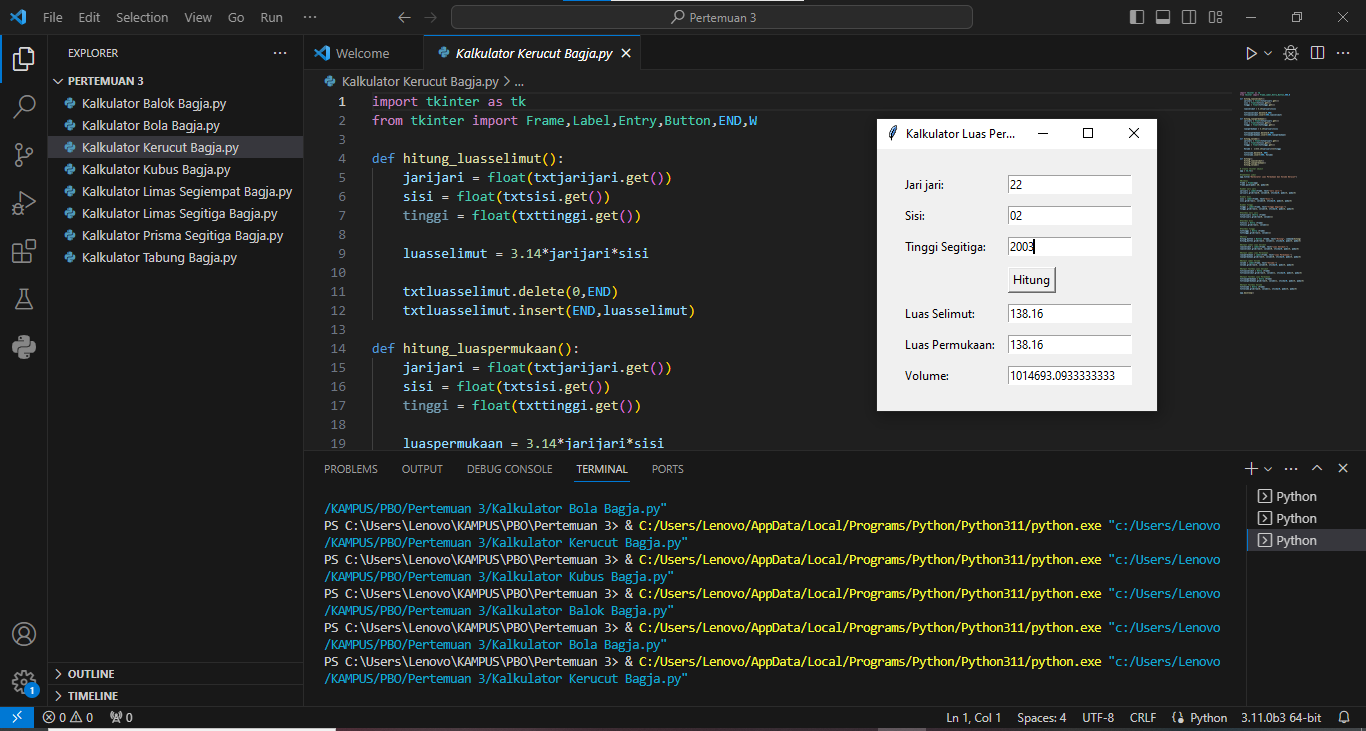 File Edit Selection View Go Run ··· Pertemuan 3
EXPLORER ···
PERTEMUAN 3
Kalkulator Balok Bagja.py
Kalkulator Bola Bagja.py
Kalkulator Kerucut Bagja.py
Kalkulator Kubus Bagja.py
Kalkulator Limas Segiempat Bagja.py
Kalkulator Limas Segitiga Bagja.py
Kalkulator Prisma Segitiga Bagja.py
Kalkulator Tabung Bagja.py
OUTLINE
TIMELINE
Welcome Kalkulator Kerucut Bagja.py
Kalkulator Kerucut Bagja.py > ...
1 import tkinter as tk
2 from tkinter import Frame,Label,Entry,Button,END,W
3
4 def hitung_luasselimut():
5 jarijari = float(txtjarijari.get())
6 sisi = float(txtsisi.get())
7 tinggi = float(txttinggi.get())
8
9 luasselimut = 3.14*jarijari*sisi
10
11 txtluasselimut.delete(0,END)
12 txtluasselimut.insert(END,luasselimut)
13
14 def hitung_luaspermukaan():
15 jarijari = float(txtjarijari.get())
16 sisi = float(txtsisi.get())
17 tinggi = float(txttinggi.get())
18
19 luaspermukaan = 3.14*jarijari*sisi
Kalkulator Luas Per...
Jari jari: 22
Sisi: 02
Tinggi Segitiga: 2003
Hitung
Luas Selimut: 138.16
Luas Permukaan: 138.16
Volume: 1014693.0933333333
PROBLEMS OUTPUT DEBUG CONSOLE TERMINAL PORTS
/KAMPUS/PBO/Pertemuan 3/Kalkulator Bola Bagja.py"
PS C:\Users\Lenovo\KAMPUS\PBO\Pertemuan 3> & C:/Users/Lenovo/AppData/Local/Programs/Python/Python311/python.exe "c:/Users/Lenovo
/KAMPUS/PBO/Pertemuan 3/Kalkulator Kerucut Bagja.py"
PS C:\Users\Lenovo\KAMPUS\PBO\Pertemuan 3> & C:/Users/Lenovo/AppData/Local/Programs/Python/Python311/python.exe "c:/Users/Lenovo
/KAMPUS/PBO/Pertemuan 3/Kalkulator Kubus Bagja.py"
PS C:\Users\Lenovo\KAMPUS\PBO\Pertemuan 3> & C:/Users/Lenovo/AppData/Local/Programs/Python/Python311/python.exe "c:/Users/Lenovo
/KAMPUS/PBO/Pertemuan 3/Kalkulator Balok Bagja.py"
PS C:\Users\Lenovo\KAMPUS\PBO\Pertemuan 3> & C:/Users/Lenovo/AppData/Local/Programs/Python/Python311/python.exe "c:/Users/Lenovo
/KAMPUS/PBO/Pertemuan 3/Kalkulator Bola Bagja.py"
PS C:\Users\Lenovo\KAMPUS\PBO\Pertemuan 3> & C:/Users/Lenovo/AppData/Local/Programs/Python/Python311/python.exe "c:/Users/Lenovo
/KAMPUS/PBO/Pertemuan 3/Kalkulator Kerucut Bagja.py"
Python
Python
Python
1
0 0 0 Ln 1, Col 1 Spaces: 4 UTF-8 CRLF Python 3.11.0b3 64-bit